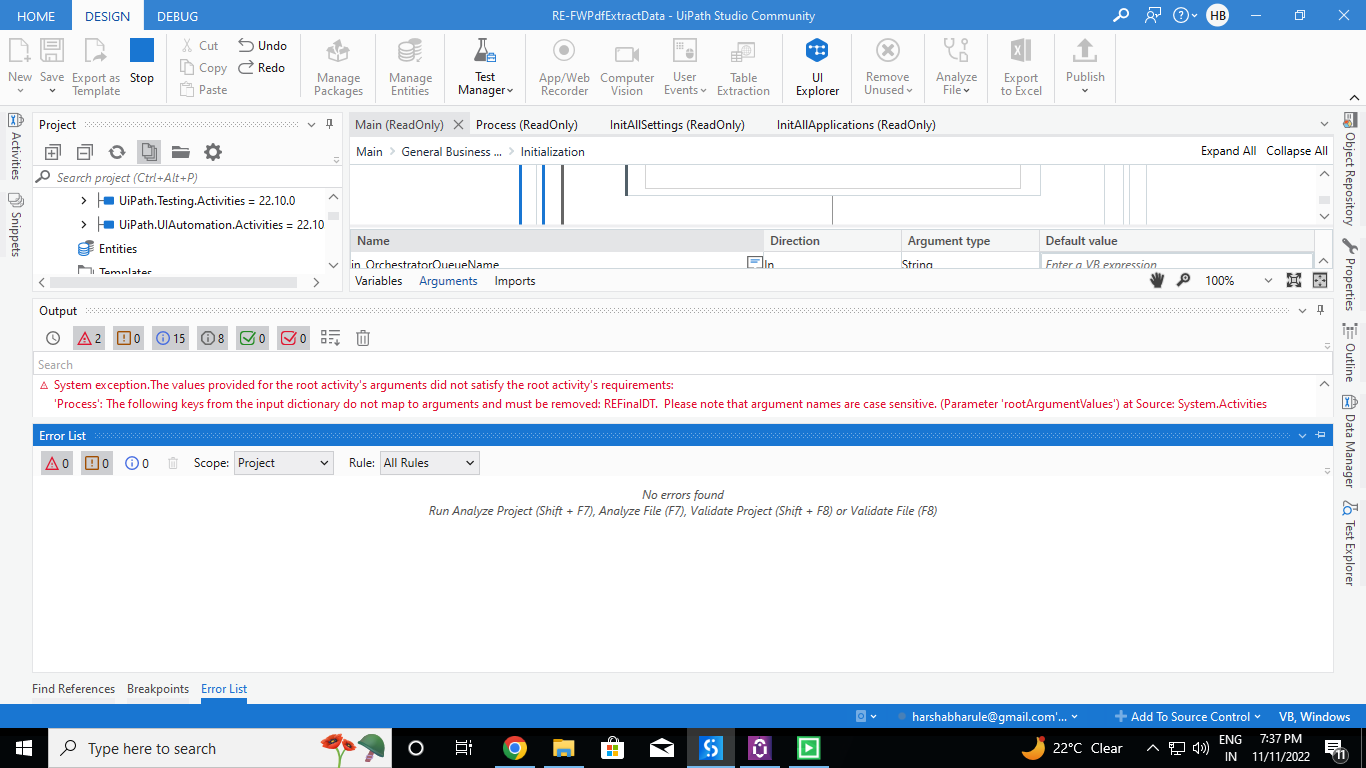 HOME DESIGN DEBUG RE-FWPdfExtractData - UiPath Studio Community HB
New Save Export as Template Stop Cut Copy Paste Undo Redo Manage Packages Manage Entities Test Manager App/Web Recorder Computer Vision User Events Table Extraction UI Explorer Remove Unused Analyze File Export to Excel Publish
Activities
Snippets
Project
Search project (Ctrl+Alt+P)
UiPath.Testing.Activities = 22.10.0
UiPath.UIAutomation.Activities = 22.10
Entities
Templates
Main (ReadOnly) Process (ReadOnly) InitAllSettings (ReadOnly) InitAllApplications (ReadOnly)
Main General Business ... Initialization Expand All Collapse All
Name Direction Argument type Default value
in_OrchestratorQueueName In String Enter a VB expression
Variables Arguments Imports 100%
Object Repository
Properties
Outline
Data Manager
Test Explorer
Output
2 0 15 8 0 0
Search
System exception.The values provided for the root activity's arguments did not satisfy the root activity's requirements:
'Process': The following keys from the input dictionary do not map to arguments and must be removed: REFinalDT. Please note that argument names are case sensitive. (Parameter 'rootArgumentValues') at Source: System.Activities
Error List
0 0 0 Scope: Project Rule: All Rules
No errors found
Run Analyze Project (Shift + F7), Analyze File (F7), Validate Project (Shift + F8) or Validate File (F8)
Find References Breakpoints Error List
harshabharule@gmail.com'... Add To Source Control VB, Windows
Type here to search 22°C Clear ENG IN 7:37 PM 11/11/2022 11